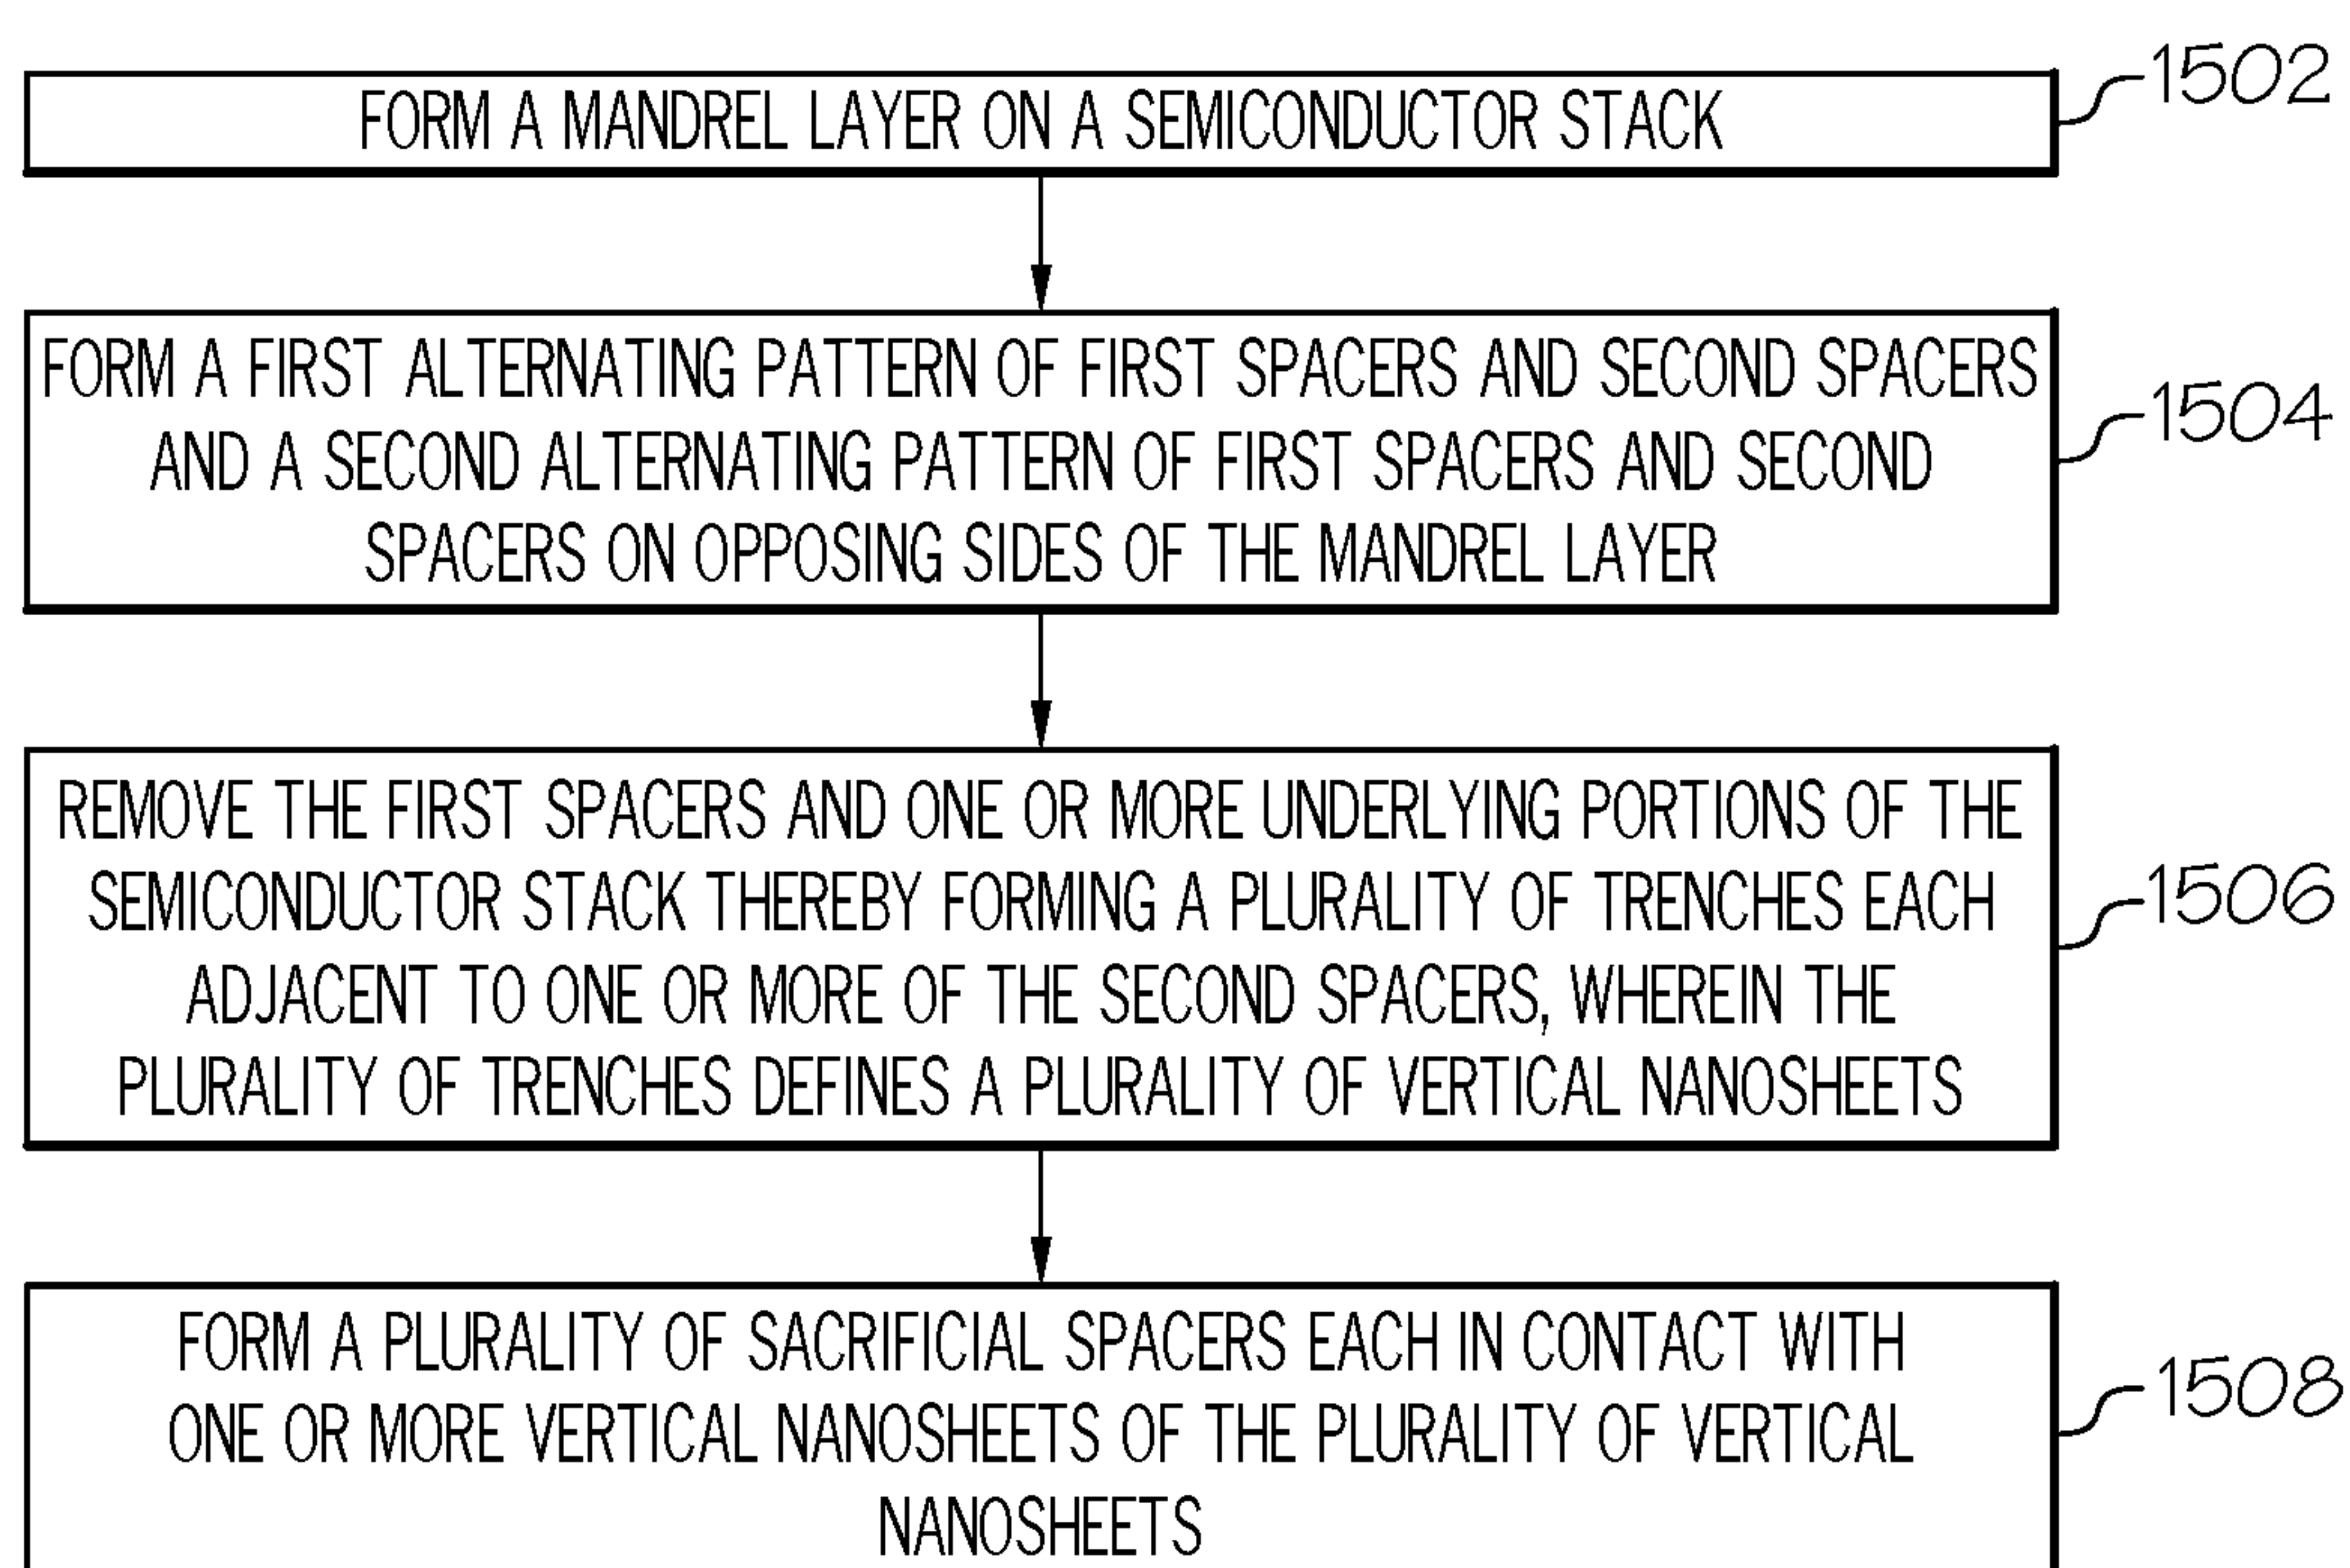 FORM A MANDREL LAYER ON A SEMICONDUCTOR STACK
1502
FORM A FIRST ALTERNATING PATTERN OF FIRST SPACERS AND SECOND SPACERS
AND A SECOND ALTERNATING PATTERN OF FIRST SPACERS AND SECOND
SPACERS ON OPPOSING SIDES OF THE MANDREL LAYER
1504
REMOVE THE FIRST SPACERS AND ONE OR MORE UNDERLYING PORTIONS OF THE
SEMICONDUCTOR STACK THEREBY FORMING A PLURALITY OF TRENCHES EACH
ADJACENT TO ONE OR MORE OF THE SECOND SPACERS, WHEREIN THE
PLURALITY OF TRENCHES DEFINES A PLURALITY OF VERTICAL NANOSHEETS
1506
FORM A PLURALITY OF SACRIFICIAL SPACERS EACH IN CONTACT WITH
ONE OR MORE VERTICAL NANOSHEETS OF THE PLURALITY OF VERTICAL
NANOSHEETS
1508